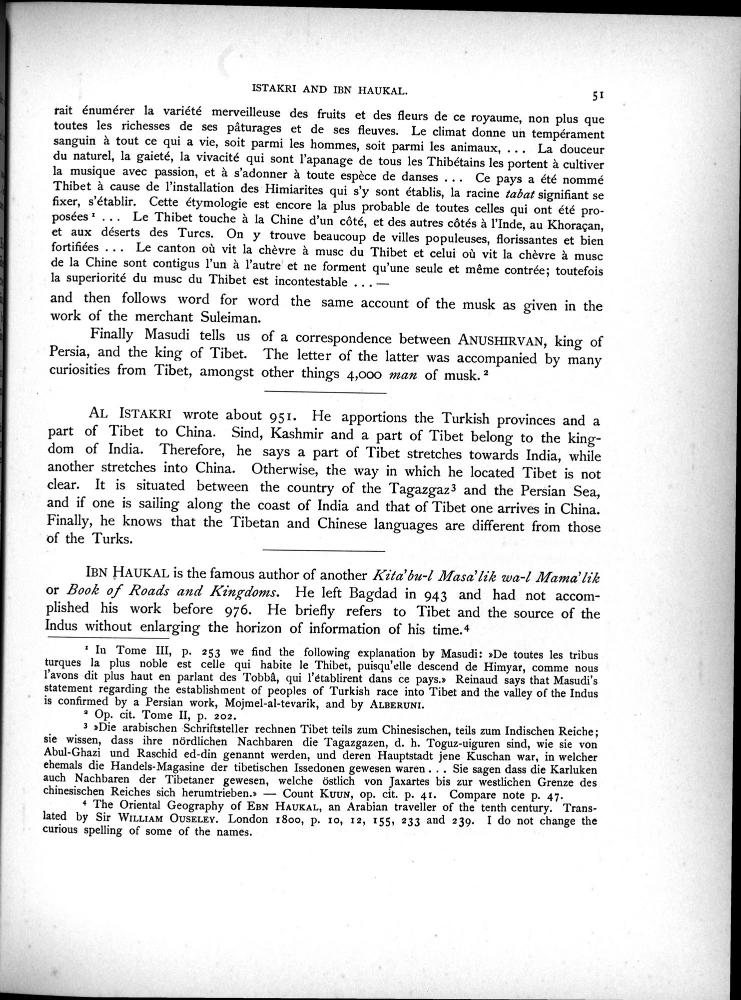 ISTAKRI AND IBN HAUKAL.
51
rait énumérer la variété merveilleuse des fruits et des fleurs de ce royaume, non plus que
toutes les richesses de ses pâturages et de ses fleuves. Le climat donne un tempérament
sanguin à tout ce qui a vie, soit parmi les hommes, soit parmi les animaux, ... La douceur
du naturel, la gaieté, la vivacité qui sont l'apanage de tous les Thibétains les portent à cultiver
la musique avec passion, et à s'adonner à toute espèce de danses ... Ce pays a été nommé
Thibet à cause de l'installation des Himiarites qui s'y sont établis, la racine tabat signifiant se
fixer, s'établir. Cette étymologie est encore la plus probable de toutes celles qui ont été pro-
posées¹ ... Le Thibet touche à la Chine d'un côté, et des autres côtés à l'Inde, au Khoraçan,
et aux déserts des Turcs. On y trouve beaucoup de villes populeuses, florissantes et bien
fortifiées ... Le canton où vit la chèvre à musc du Thibet et celui où vit la chèvre à musc
de la Chine sont contigus l'un à l'autre et ne forment qu'une seule et même contrée; toutefois
la superiorité du musc du Thibet est incontestable ... —
and then follows word for word the same account of the musk as given in the
work of the merchant Suleiman.
Finally Masudi tells us of a correspondence between ANUSHIRVAN, king of
Persia, and the king of Tibet. The letter of the latter was accompanied by many
curiosities from Tibet, amongst other things 4,000 man of musk.²
AL ISTAKRI wrote about 951. He apportions the Turkish provinces and a
part of Tibet to China. Sind, Kashmir and a part of Tibet belong to the king-
dom of India. Therefore, he says a part of Tibet stretches towards India, while
another stretches into China. Otherwise, the way in which he located Tibet is not
clear. It is situated between the country of the Tagazgaz³ and the Persian Sea,
and if one is sailing along the coast of India and that of Tibet one arrives in China.
Finally, he knows that the Tibetan and Chinese languages are different from those
of the Turks.
IBN ḤAUKAL is the famous author of another Kita'bu-l Masa'lik wa-l Mama'lik
or Book of Roads and Kingdoms. He left Bagdad in 943 and had not accom-
plished his work before 976. He briefly refers to Tibet and the source of the
Indus without enlarging the horizon of information of his time.⁴
¹ In Tome III, p. 253 we find the following explanation by Masudi: »De toutes les tribus
turques la plus noble est celle qui habite le Thibet, puisqu'elle descend de Himyar, comme nous
l'avons dit plus haut en parlant des Tobbâ, qui l'établirent dans ce pays.» Reinaud says that Masudi's
statement regarding the establishment of peoples of Turkish race into Tibet and the valley of the Indus
is confirmed by a Persian work, Mojmel-al-tevarik, and by ALBERUNI.
² Op. cit. Tome II, p. 202.
³ »Die arabischen Schriftsteller rechnen Tibet teils zum Chinesischen, teils zum Indischen Reiche;
sie wissen, dass ihre nördlichen Nachbaren die Tagazgazen, d. h. Toguz-uiguren sind, wie sie von
Abul-Ghazi und Raschid ed-din genannt werden, und deren Hauptstadt jene Kuschan war, in welcher
ehemals die Handels-Magasine der tibetischen Issedonen gewesen waren ... Sie sagen dass die Karluken
auch Nachbaren der Tibetaner gewesen, welche östlich von Jaxartes bis zur westlichen Grenze des
chinesischen Reiches sich herumtrieben.» — Count KUUN, op. cit. p. 41. Compare note p. 47.
⁴ The Oriental Geography of EBN HAUKAL, an Arabian traveller of the tenth century. Trans-
lated by Sir WILLIAM OUSELEY. London 1800, p. 10, 12, 155, 233 and 239. I do not change the
curious spelling of some of the names.